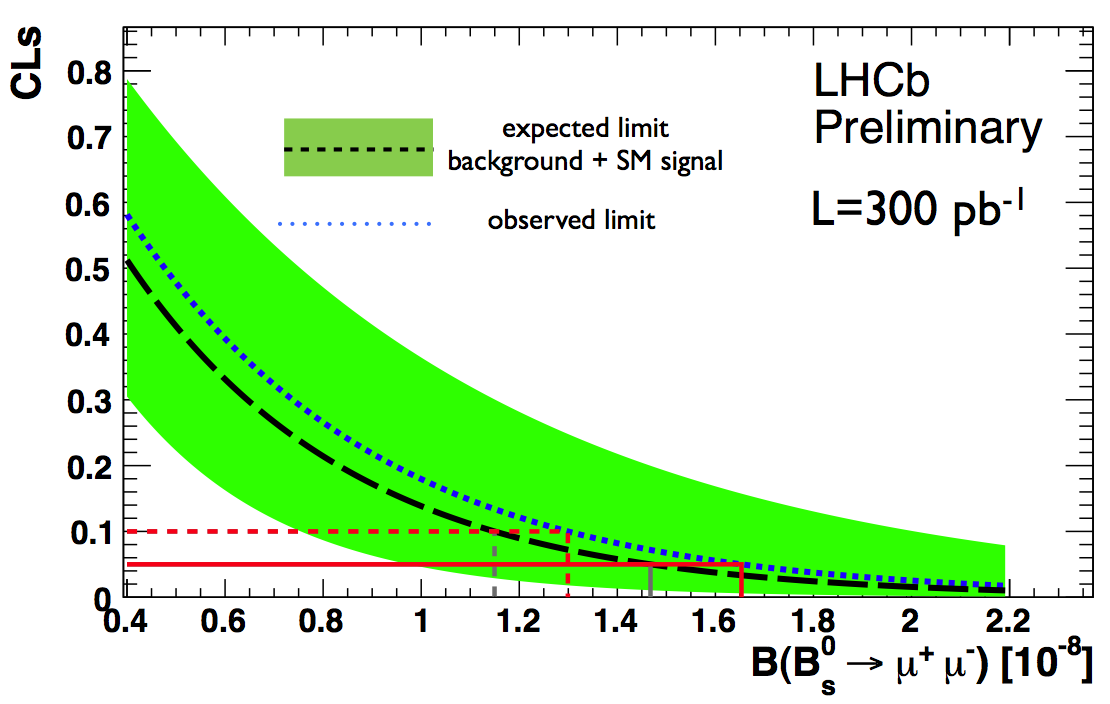 CLs
0.8
0.7
0.6
0.5
0.4
0.3
0.2
0.1
0
0.4 0.6 0.8 1 1.2 1.4 1.6 1.8 2 2.2
LHCb
Preliminary
L=300 pb⁻¹
expected limit
background + SM signal
observed limit
B(B⁰ₛ → μ⁺ μ⁻) [10⁻⁸]